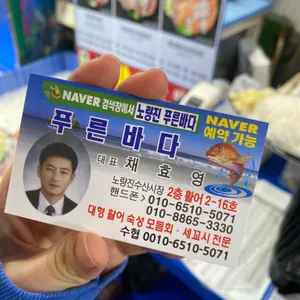 NAVER 검색창에서 노량진 푸른바다
NAVER
예약 가능
푸른바다
대표 채효영
노량진수산시장 2층 활어 2-16호
핸드폰> 010-6510-5071
010-8865-3330
대형 활어 숙성 모듬회·세꼬시 전문
수협 0010-6510-5071